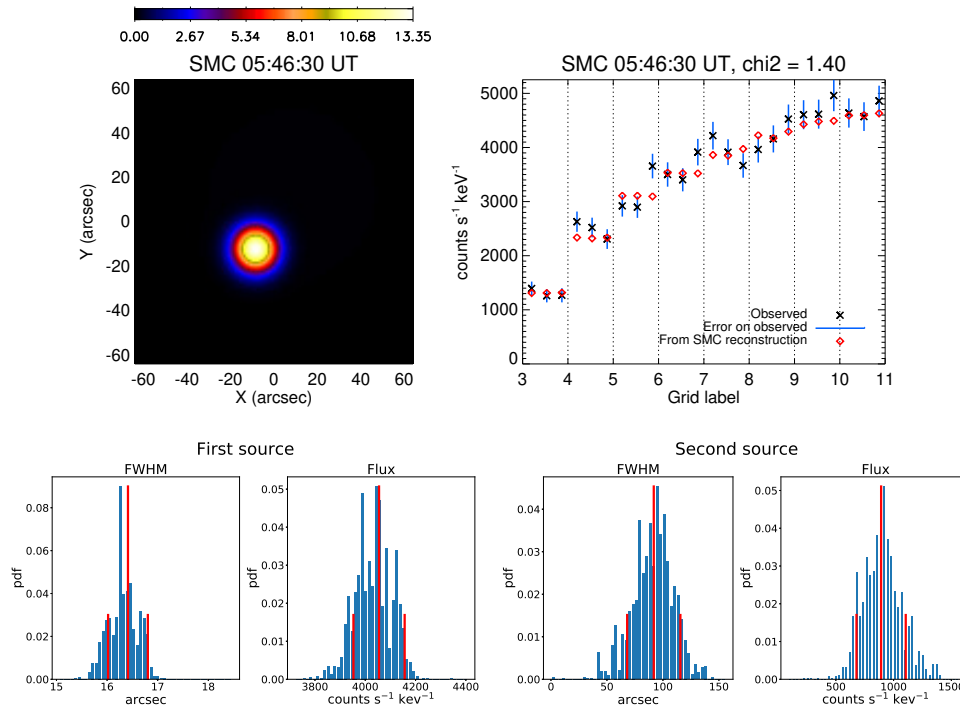 0.00 2.67 5.34 8.01 10.68 13.35
SMC 05:46:30 UT
60
40
20
0
-20
-40
-60
Y (arcsec)
-60 -40 -20 0 20 40 60
X (arcsec)
SMC 05:46:30 UT, chi2 = 1.40
5000
4000
3000
2000
1000
0
counts s⁻¹ keV⁻¹
Observed
Error on observed
From SMC reconstruction
3 4 5 6 7 8 9 10 11
Grid label
First source
FWHM
0.08
0.06
0.04
0.02
0.00
pdf
15 16 17 18
arcsec
Flux
0.05
0.04
0.03
0.02
0.01
0.00
pdf
3800 4000 4200 4400
counts s⁻¹ kev⁻¹
Second source
FWHM
0.04
0.03
0.02
0.01
0.00
pdf
0 50 100 150
arcsec
Flux
0.05
0.04
0.03
0.02
0.01
0.00
pdf
500 1000 1500
counts s⁻¹ kev⁻¹